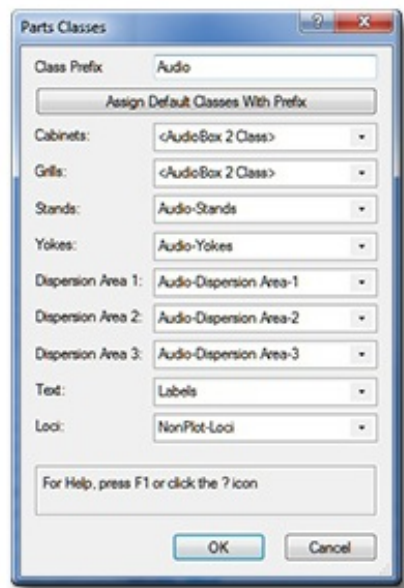 Parts Classes
Class Prefix Audio
Assign Default Classes With Prefix
Cabinets: <AudioBox 2 Class>
Grills: <AudioBox 2 Class>
Stands: Audio-Stands
Yokes: Audio-Yokes
Dispersion Area 1: Audio-Dispersion Area-1
Dispersion Area 2: Audio-Dispersion Area-2
Dispersion Area 3: Audio-Dispersion Area-3
Text: Labels
Loci: NonPlot-Loci
For Help, press F1 or click the ? icon
OK Cancel